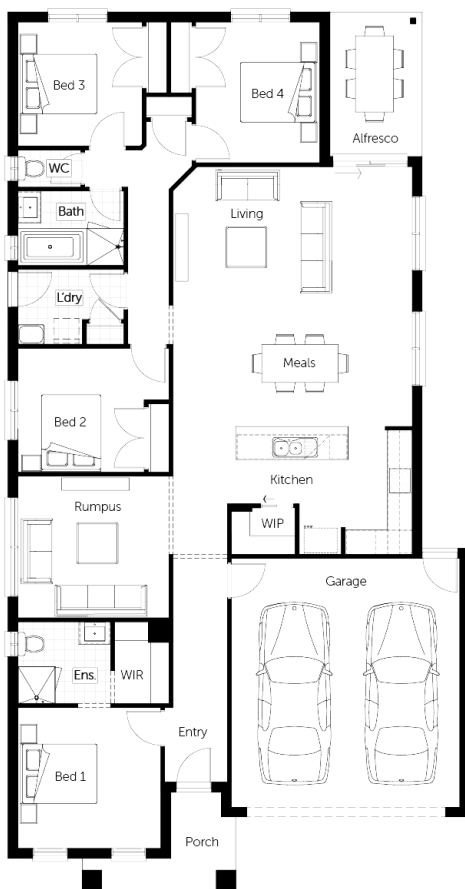 Bed 3
Bed 4
Alfresco
WC
Bath
Living
L'dry
Meals
Bed 2
Kitchen
Rumpus
WIP
Garage
Ens.
WIR
Entry
Bed 1
Porch